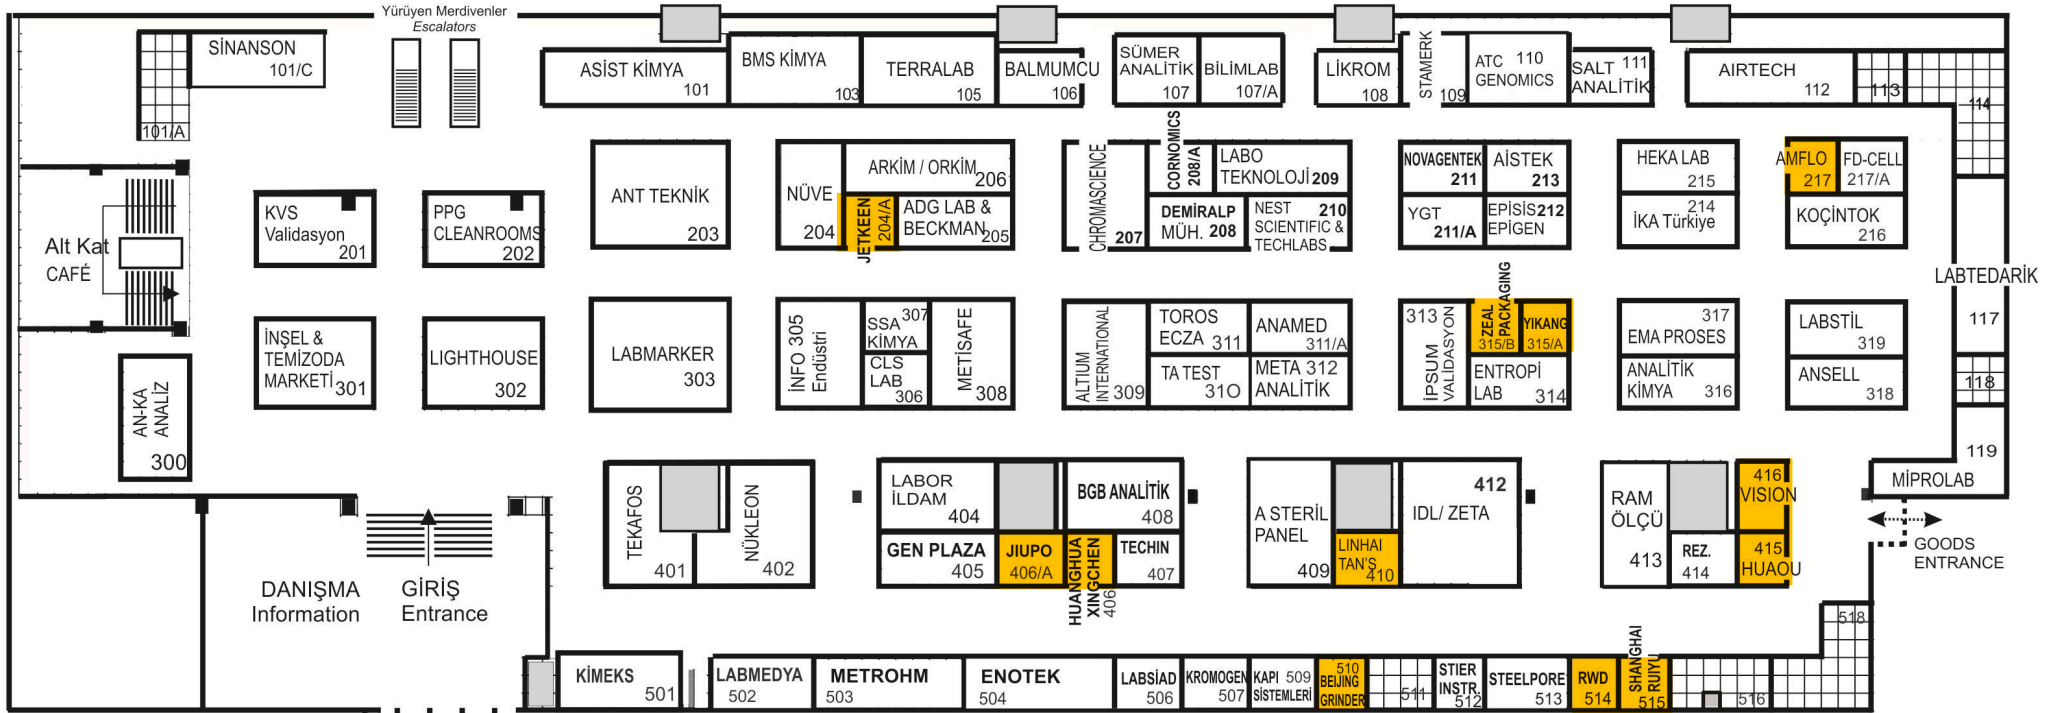 Yürüyen Merdivenler
Escalators
SİNANSON
101/C
101/A
ASİST KİMYA
101
BMS KİMYA
103
TERRALAB
105
BALMUMCU
106
SÜMER
ANALİTİK
107
BİLİMLAB
107/A
LİKROM
108
STAMERK
109
ATC 110
GENOMICS
SALT 111
ANALİTİK
AIRTECH
112
113
114
Alt Kat
CAFÉ
KVS
Validasyon
201
PPG
CLEANROOMS
202
ANT TEKNİK
203
NÜVE
204
ARKİM / ORKİM
206
JETKEEN
204/A
ADG LAB &
BECKMAN 205
CHROMASCIENCE
207
CORNOMICS
208/A
LABO
TEKNOLOJİ 209
DEMİRALP
MÜH. 208
NEST 210
SCIENTIFIC &
TECHLABS
NOVAGENTEK
211
AİSTEK
213
YGT
211/A
EPİSİS 212
EPİGEN
HEKA LAB
215
214
İKA Türkiye
AMFLO
217
FD-CELL
217/A
KOÇİNTOK
216
LABTEDARİK
117
İNŞEL &
TEMİZODA
MARKETİ 301
LIGHTHOUSE
302
LABMARKER
303
İNFO 305
Endüstri
SSA 307
KİMYA
CLS
LAB
306
METİSAFE
308
ALTIUM
INTERNATIONAL
309
TOROS
ECZA 311
ANAMED
311/A
TA TEST
31O
META 312
ANALİTİK
313
İPSUM
VALİDASYON
ZEAL
PACKAGING
315/B
YIKANG
315/A
ENTROPİ
LAB
314
317
EMA PROSES
ANALİTİK
KİMYA 316
LABSTİL
319
ANSELL
318
118
119
MİPROLAB
AN-KA
ANALİZ
300
TEKAFOS
401
NÜKLEON
402
LABOR
İLDAM
404
BGB ANALİTİK
408
GEN PLAZA
405
JIUPO
406/A
HUANGHUA
XINGCHEN
406
TECHIN
407
A STERİL
PANEL
409
LINHAI
TAN'S
410
412
IDL/ ZETA
RAM
ÖLÇÜ
413
REZ.
414
416
VISION
415
HUAOU
GOODS
ENTRANCE
DANIŞMA
Information
GİRİŞ
Entrance
KİMEKS
501
LABMEDYA
502
METROHM
503
ENOTEK
504
LABSİAD
506
KROMOGEN
507
KAPI 509
SİSTEMLERİ
510
BEIJING
GRINDER
511
STIER
INSTR.
512
STEELPORE
513
RWD
514
SHANGHAI
RUIYU
515
516
518